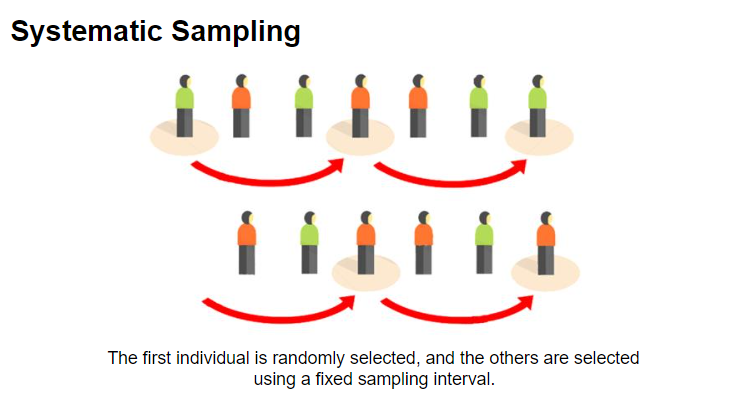 Systematic Sampling
The first individual is randomly selected, and the others are selected
using a fixed sampling interval.